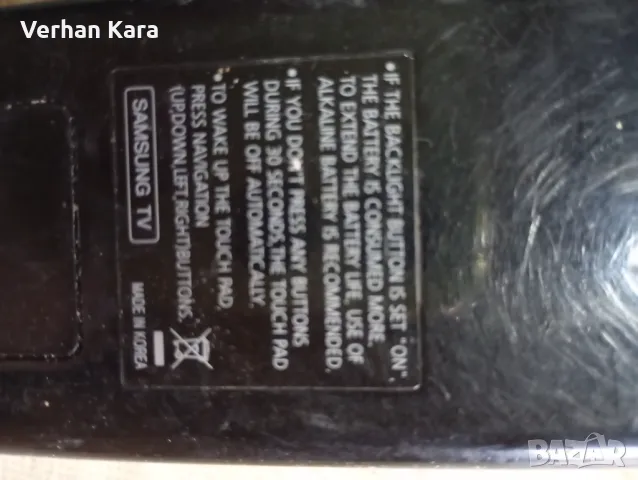 Verhan Kara
•IF THE BACKLIGHT BUTTON IS SET "ON",
THE BATTERY IS CONSUMED MORE.
TO EXTEND THE BATTERY LIFE, USE OF
ALKALINE BATTERY IS RECOMMENDED.
•IF YOU DON'T PRESS ANY BUTTONS
DURING 30 SECONDS, THE TOUCH PAD
WILL BE OFF AUTOMATICALLY.
•TO WAKE UP THE TOUCH PAD,
PRESS NAVIGATION
(UP,DOWN,LEFT,RIGHT)BUTTONS.
SAMSUNG TV
MADE IN KOREA
BAZAR